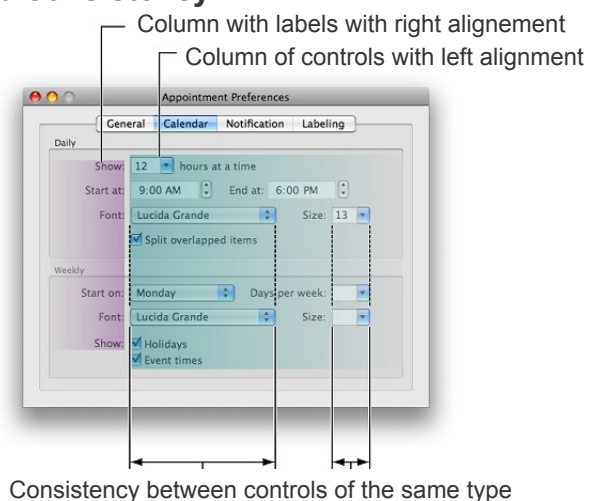 Column with labels with right alignement
Column of controls with left alignment
Appointment Preferences
General Calendar Notification Labeling
Daily
Show: 12 hours at a time
Start at: 9:00 AM End at: 6:00 PM
Font: Lucida Grande Size: 13
Split overlapped items
Weekly
Start on: Monday Days per week:
Font: Lucida Grande Size:
Show: Holidays
Event times
Consistency between controls of the same type